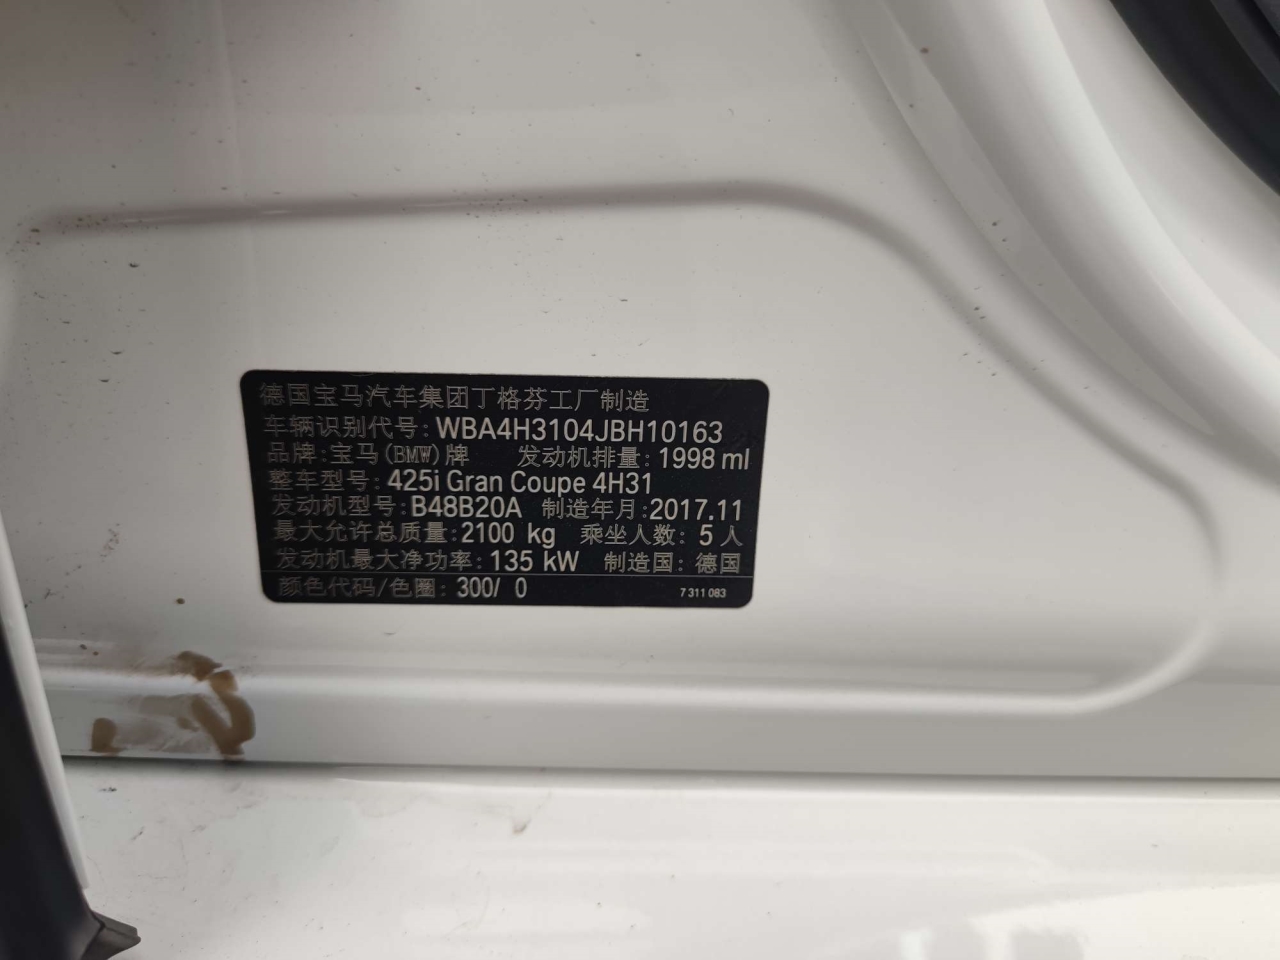 德国宝马汽车集团丁格芬工厂制造
车辆识别代号: WBA4H3104JBH10163
品牌: 宝马(BMW)牌 发动机排量: 1998 ml
整车型号: 425i Gran Coupe 4H31
发动机型号: B48B20A 制造年月: 2017.11
最大允许总质量: 2100 kg 乘坐人数: 5 人
发动机最大净功率: 135 kW 制造国: 德国
颜色代码/色圈: 300/ 0 7 311 083